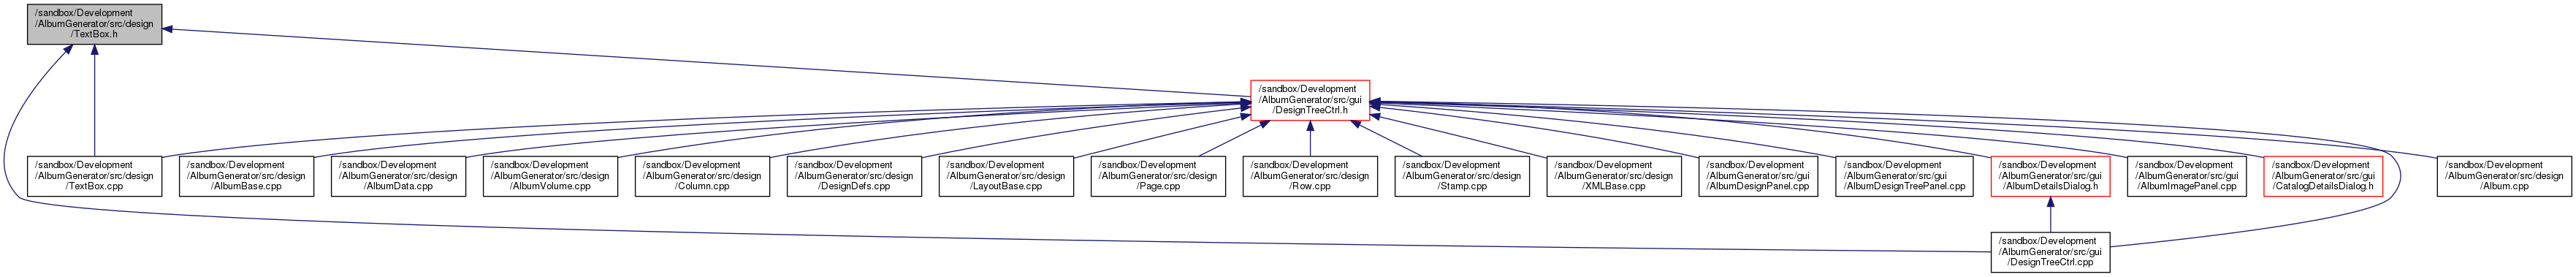 /sandbox/Development
/AlbumGenerator/src/design
/TextBox.h
/sandbox/Development
/AlbumGenerator/src/gui
/DesignTreeCtrl.h
/sandbox/Development
/AlbumGenerator/src/design
/TextBox.cpp
/sandbox/Development
/AlbumGenerator/src/design
/AlbumBase.cpp
/sandbox/Development
/AlbumGenerator/src/design
/AlbumData.cpp
/sandbox/Development
/AlbumGenerator/src/design
/AlbumVolume.cpp
/sandbox/Development
/AlbumGenerator/src/design
/Column.cpp
/sandbox/Development
/AlbumGenerator/src/design
/DesignDefs.cpp
/sandbox/Development
/AlbumGenerator/src/design
/LayoutBase.cpp
/sandbox/Development
/AlbumGenerator/src/design
/Page.cpp
/sandbox/Development
/AlbumGenerator/src/design
/Row.cpp
/sandbox/Development
/AlbumGenerator/src/design
/Stamp.cpp
/sandbox/Development
/AlbumGenerator/src/design
/XMLBase.cpp
/sandbox/Development
/AlbumGenerator/src/gui
/AlbumDesignPanel.cpp
/sandbox/Development
/AlbumGenerator/src/gui
/AlbumDesignTreePanel.cpp
/sandbox/Development
/AlbumGenerator/src/gui
/AlbumDetailsDialog.h
/sandbox/Development
/AlbumGenerator/src/gui
/AlbumImagePanel.cpp
/sandbox/Development
/AlbumGenerator/src/gui
/CatalogDetailsDialog.h
/sandbox/Development
/AlbumGenerator/src/design
/Album.cpp
/sandbox/Development
/AlbumGenerator/src/gui
/DesignTreeCtrl.cpp